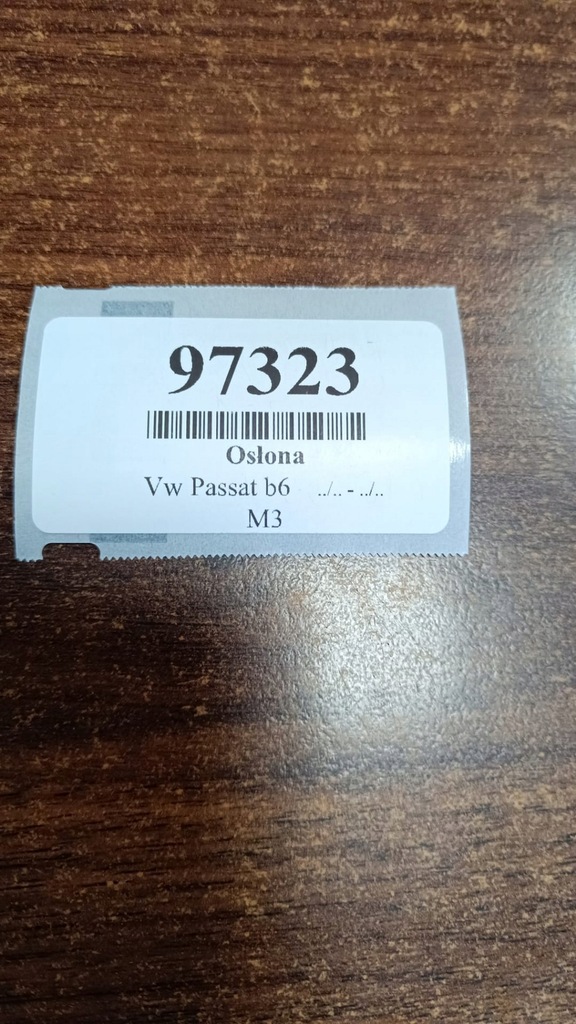 97323
Osłona
Vw Passat b6 ../.. - ../..
M3